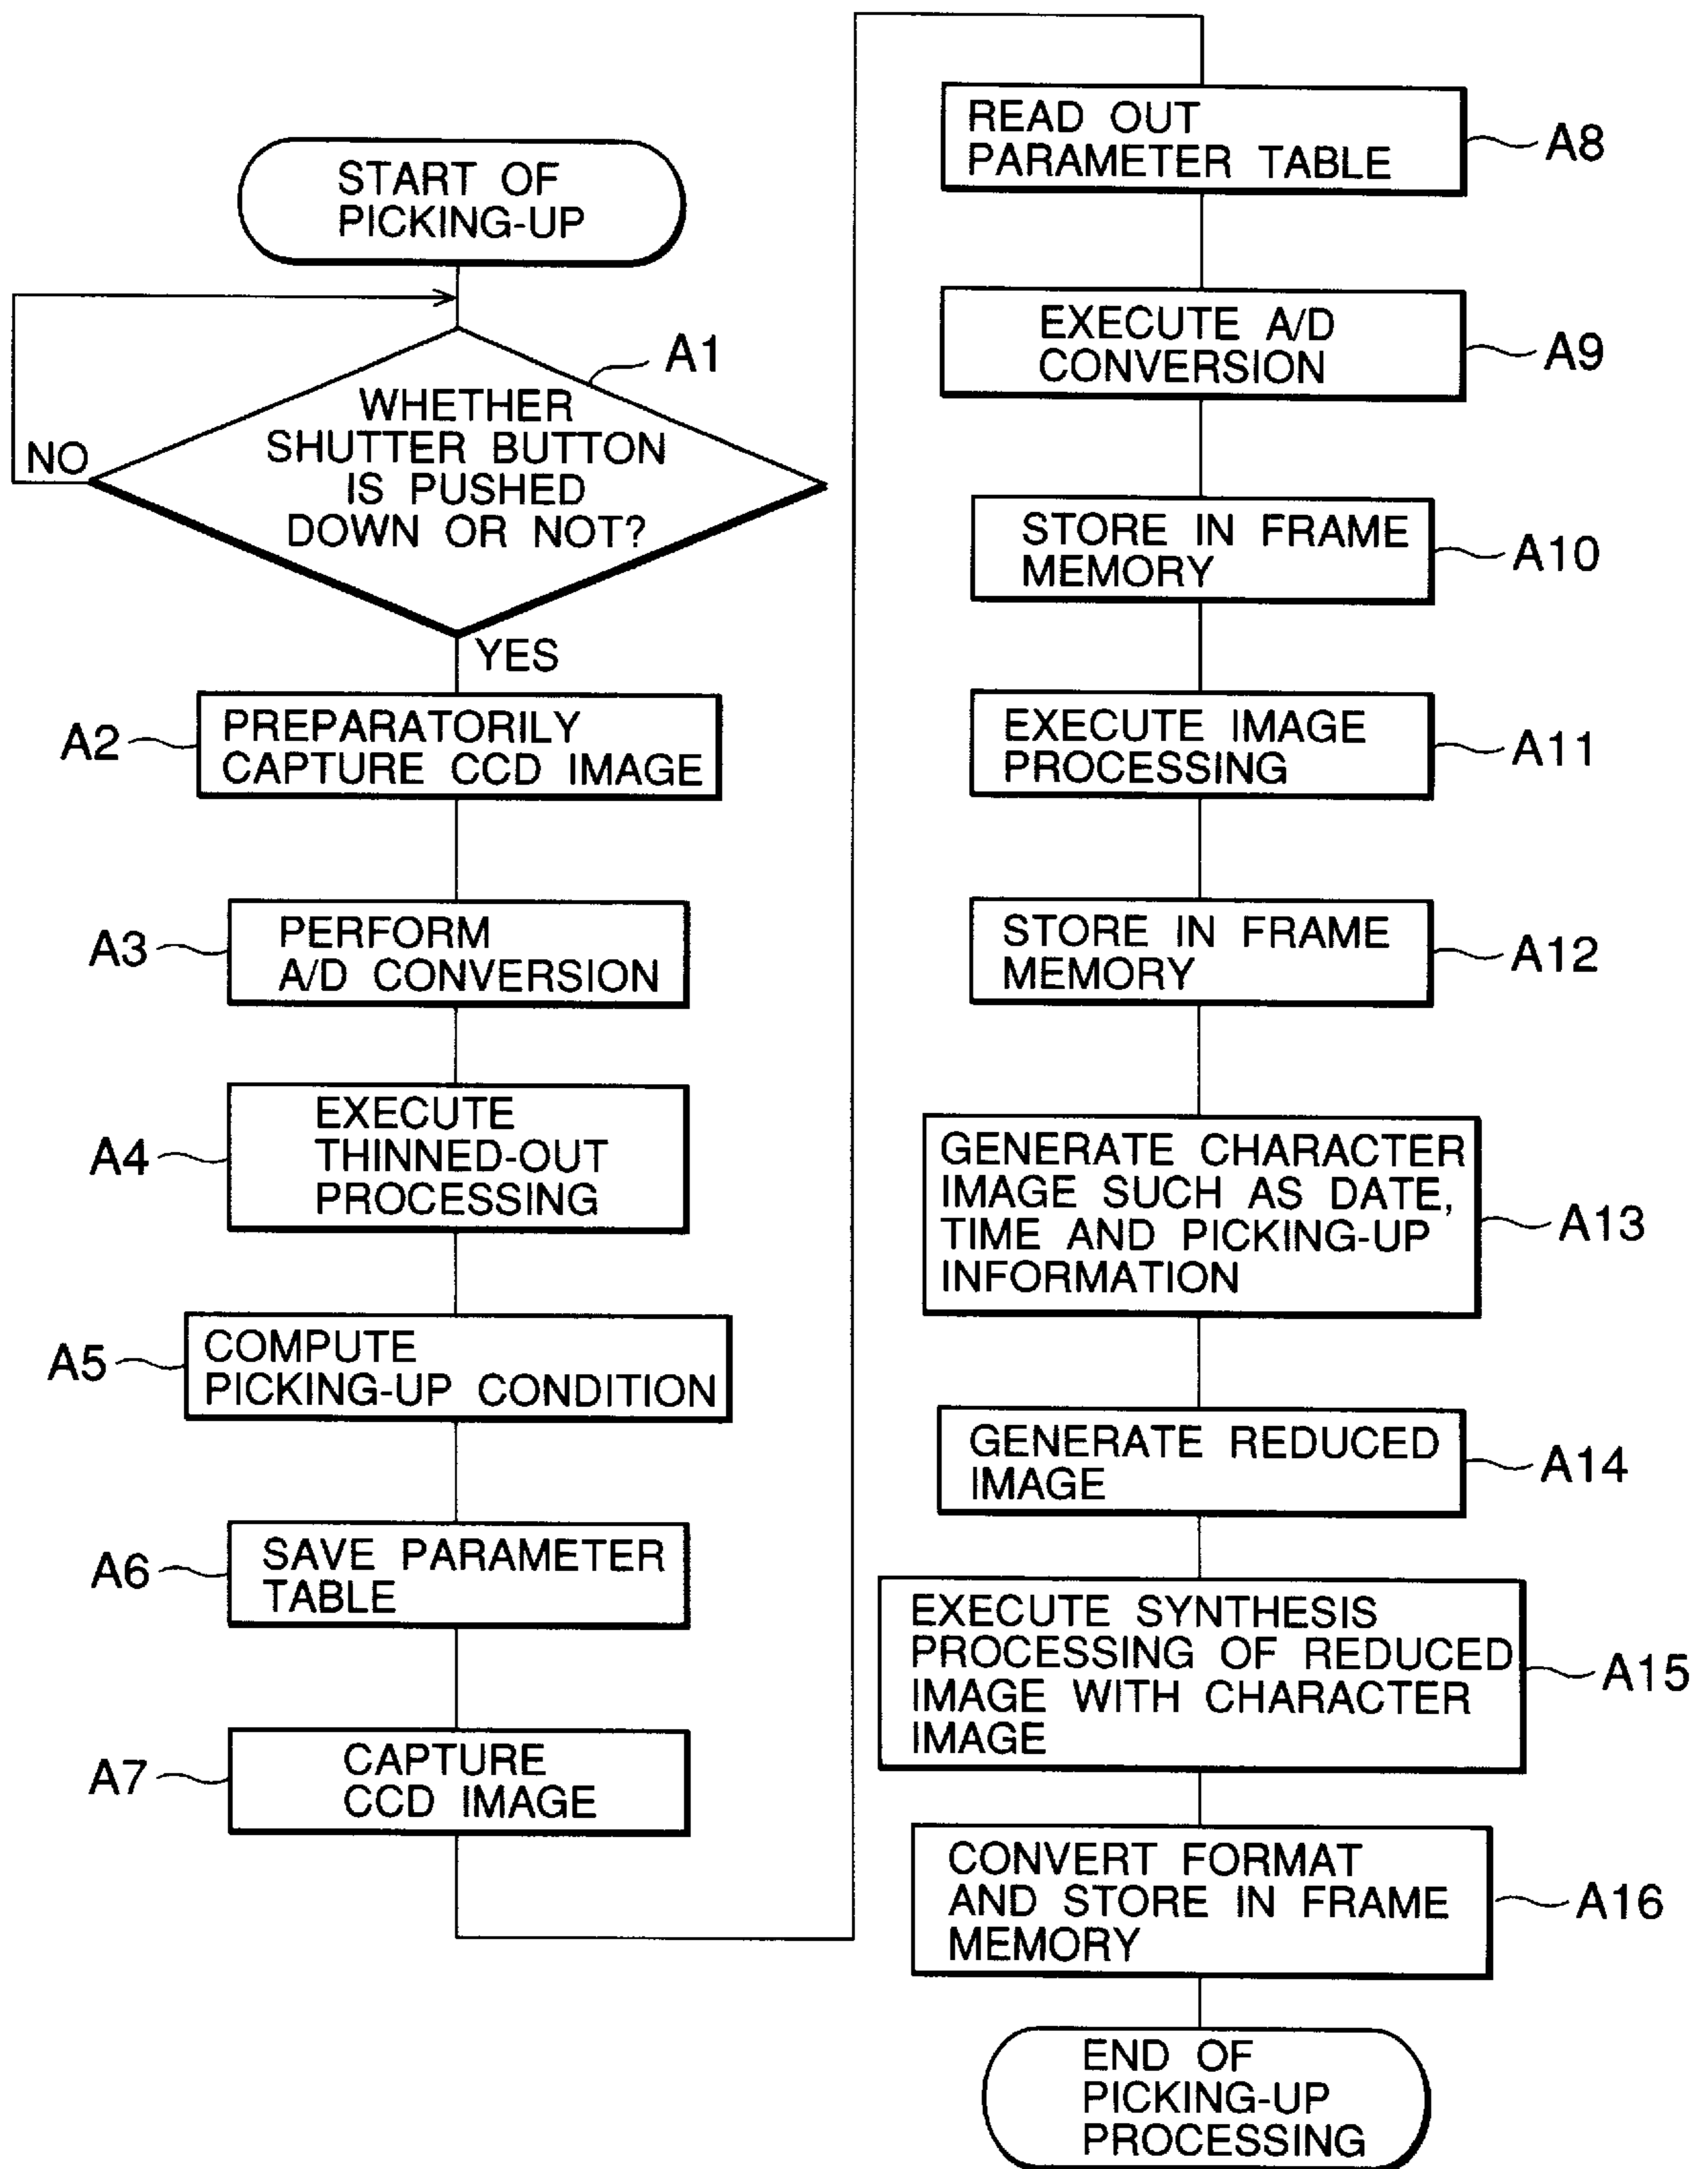 START OF
PICKING-UP
A1
WHETHER
SHUTTER BUTTON
IS PUSHED
DOWN OR NOT?
NO
YES
A2
PREPARATORILY
CAPTURE CCD IMAGE
A3
PERFORM
A/D CONVERSION
A4
EXECUTE
THINNED-OUT
PROCESSING
A5
COMPUTE
PICKING-UP CONDITION
A6
SAVE PARAMETER
TABLE
A7
CAPTURE
CCD IMAGE
READ OUT
PARAMETER TABLE
A8
EXECUTE A/D
CONVERSION
A9
STORE IN FRAME
MEMORY
A10
EXECUTE IMAGE
PROCESSING
A11
STORE IN FRAME
MEMORY
A12
GENERATE CHARACTER
IMAGE SUCH AS DATE,
TIME AND PICKING-UP
INFORMATION
A13
GENERATE REDUCED
IMAGE
A14
EXECUTE SYNTHESIS
PROCESSING OF REDUCED
IMAGE WITH CHARACTER
IMAGE
A15
CONVERT FORMAT
AND STORE IN FRAME
MEMORY
A16
END OF
PICKING-UP
PROCESSING